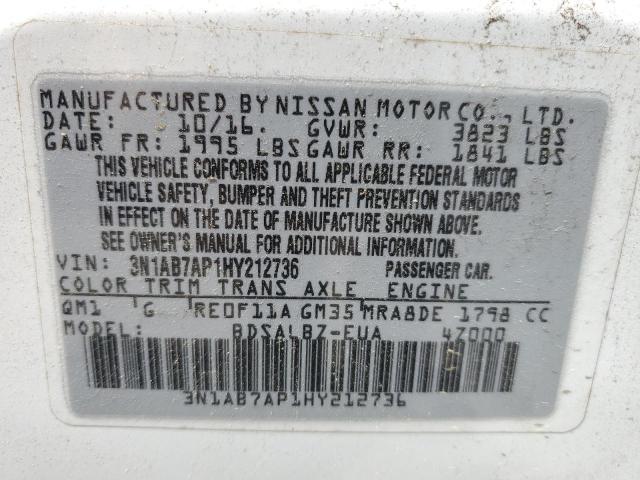 MANUFACTURED BY NISSAN MOTOR CO., LTD.
DATE: 10/16. GVWR: 3823 LBS
GAWR FR: 1995 LBS GAWR RR: 1841 LBS
THIS VEHICLE CONFORMS TO ALL APPLICABLE FEDERAL MOTOR
VEHICLE SAFETY, BUMPER AND THEFT PREVENTION STANDARDS
IN EFFECT ON THE DATE OF MANUFACTURE SHOWN ABOVE.
SEE OWNER'S MANUAL FOR ADDITIONAL INFORMATION.
VIN: 3N1AB7AP1HY212736 PASSENGER CAR.
COLOR TRIM TRANS AXLE ENGINE
QM1 G RE0F11A GM35 MRA8DE 1798 CC
MODEL: BDSALBZ-EUA 4Z000
3N1AB7AP1HY212736